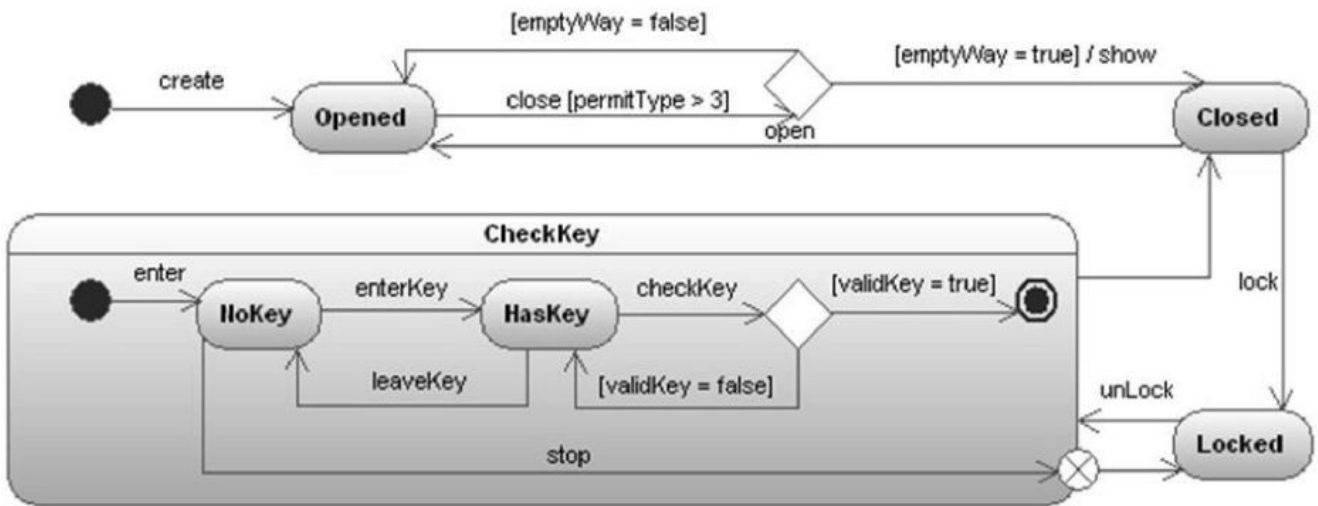 [emptyWay = false]
[emptyWay = true] / show
create
Opened
close [permitType > 3]
open
Closed
CheckKey
enter
NoKey
enterKey
HasKey
checkKey
[validKey = true]
lock
leaveKey
[validKey = false]
unLock
stop
Locked